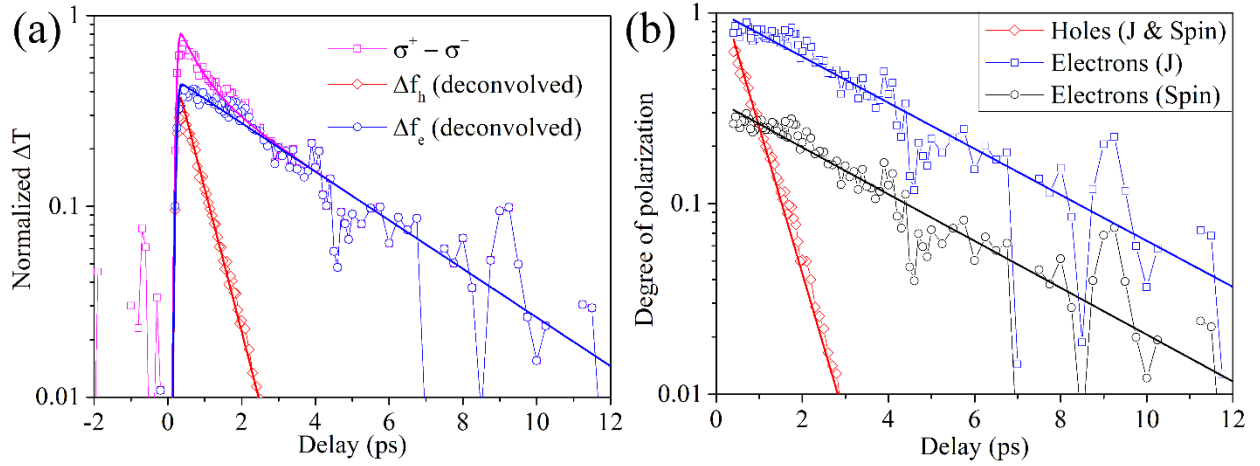 (a)
σ⁺ − σ⁻
Δf_h (deconvolved)
Δf_e (deconvolved)
Normalized ΔT
1
0.1
0.01
-2 0 2 4 6 8 10 12
Delay (ps)
(b)
Holes (J & Spin)
Electrons (J)
Electrons (Spin)
Degree of polarization
1
0.1
0.01
0 2 4 6 8 10 12
Delay (ps)